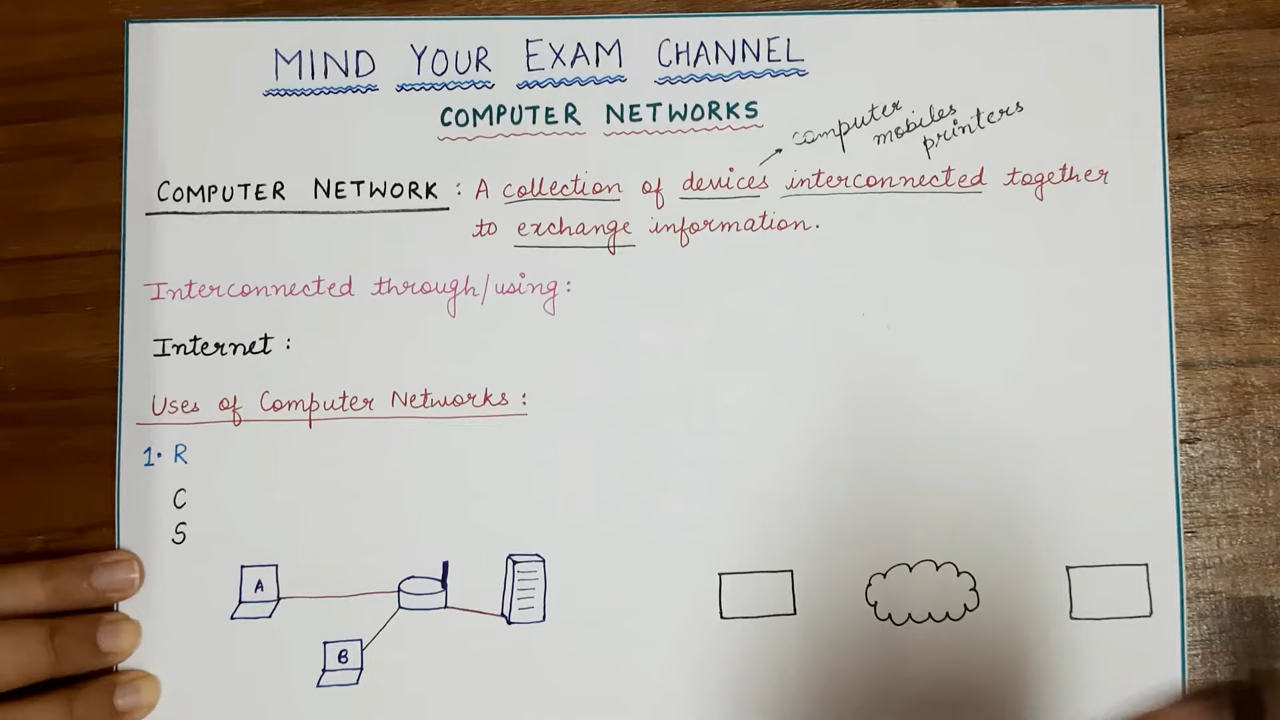 MIND YOUR EXAM CHANNEL
COMPUTER NETWORKS
computer
mobiles
printers
COMPUTER NETWORK : A collection of devices interconnected together
to exchange information.
Interconnected through/using :
Internet :
Uses of Computer Networks :
1. R
C
S
A
B